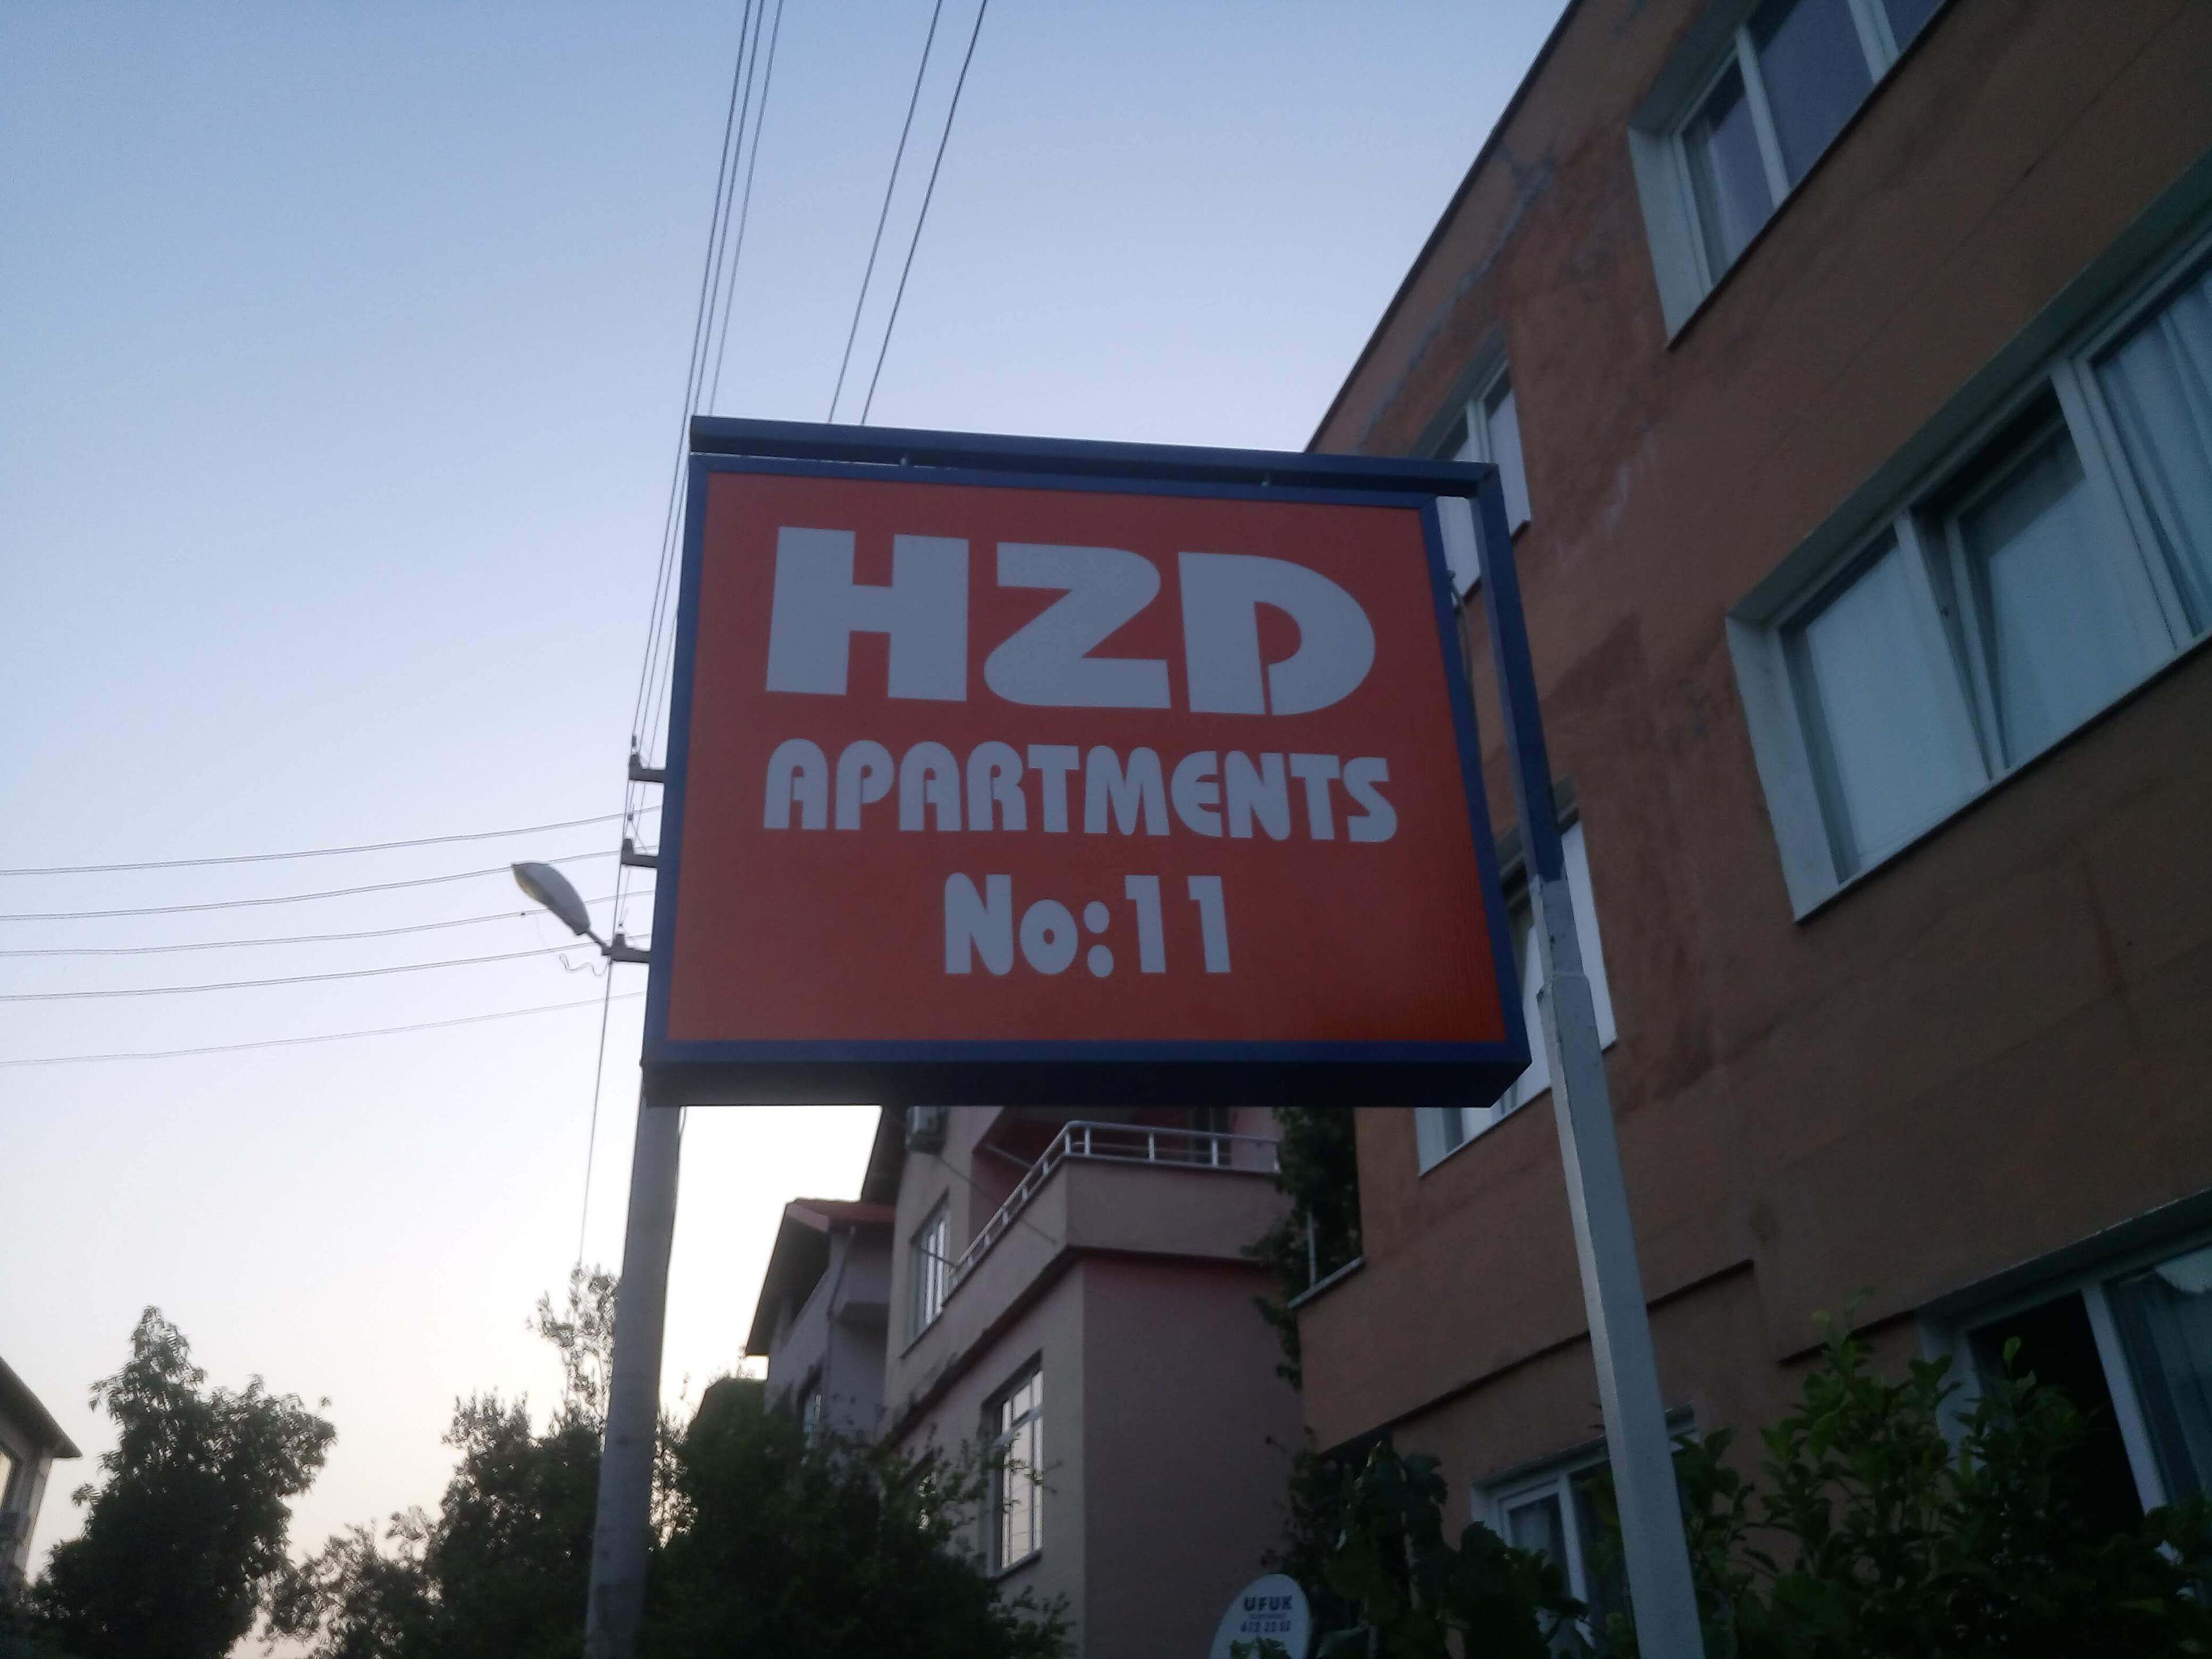 HZD
APARTMENTS
No:11
UFUK